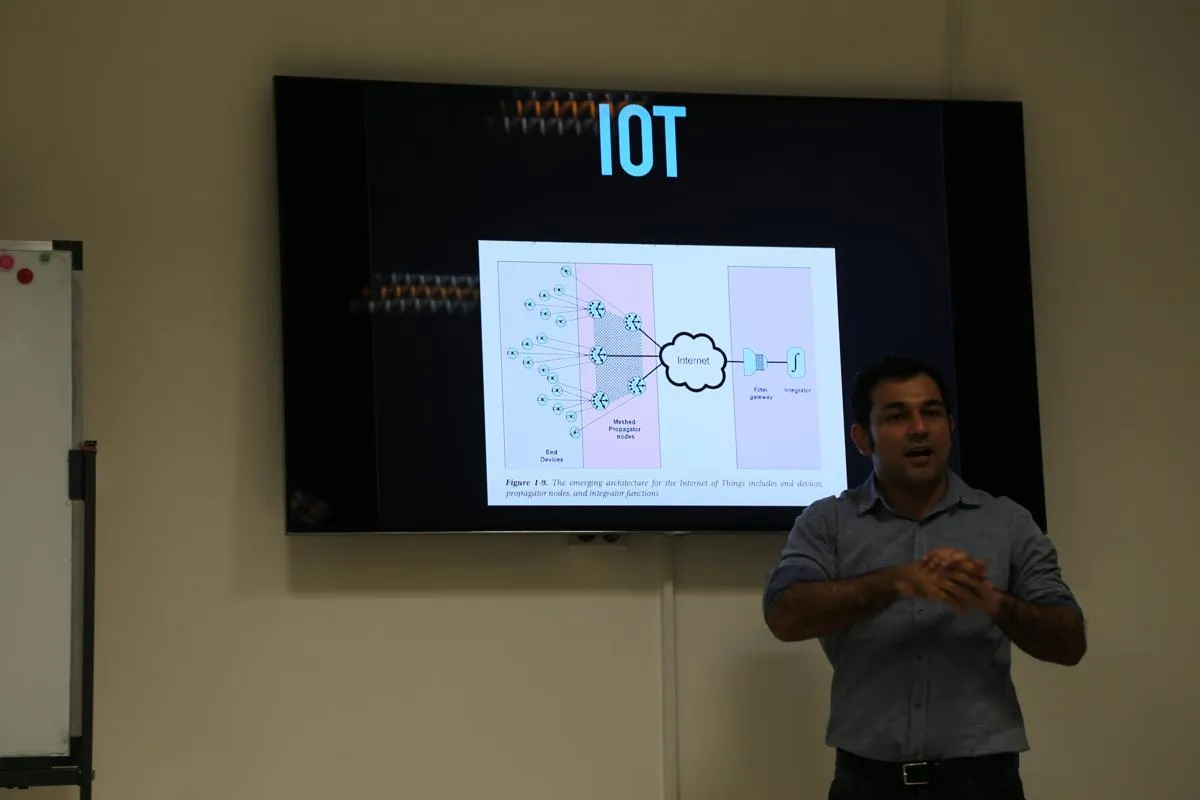 IOT
Internet
Filter
gateway
Integrator
Meshed
Propagator
nodes
End
Devices
Figure 1-9. The emerging architecture for the Internet of Things includes end devices,
propagator nodes, and integrator functions